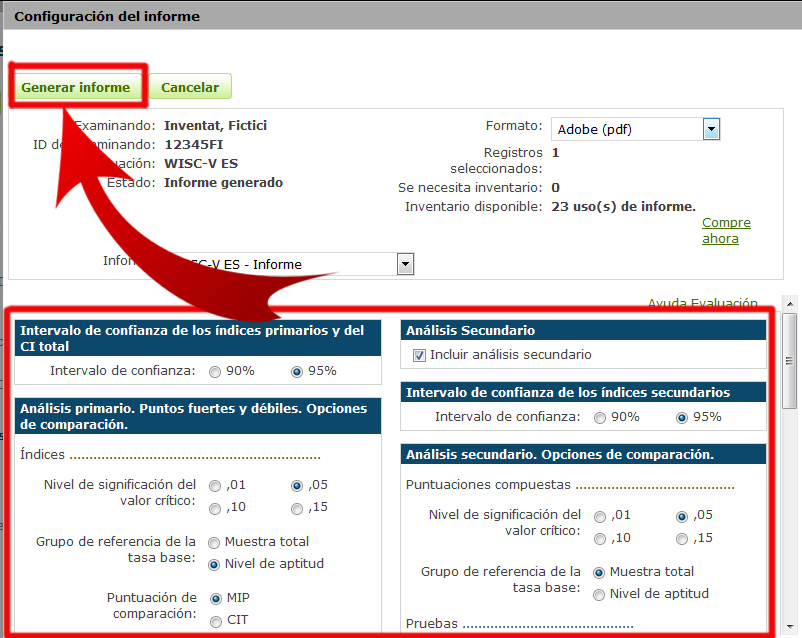 Configuración del informe
Generar informe
Cancelar
Examinando: Inventat, Fictici
ID de minando: 12345FI
uación: WISC-V ES
Estado: Informe generado
Formato: Adobe (pdf)
Registros 1
seleccionados:
Se necesita inventario: 0
Inventario disponible: 23 uso(s) de informe.
Compre
ahora
Infor SC-V ES - Informe
Ayuda Evaluación
Intervalo de confianza de los índices primarios y del
CI total
Intervalo de confianza: 90% 95%
Análisis primario. Puntos fuertes y débiles. Opciones
de comparación.
Índices
Nivel de significación del ,01 ,05
valor crítico: ,10 ,15
Grupo de referencia de la Muestra total
tasa base: Nivel de aptitud
Puntuación de MIP
comparación: CIT
Análisis Secundario
Incluir análisis secundario
Intervalo de confianza de los índices secundarios
Intervalo de confianza: 90% 95%
Análisis secundario. Opciones de comparación.
Puntuaciones compuestas
Nivel de significación del ,01 ,05
valor crítico: ,10 ,15
Grupo de referencia de la Muestra total
tasa base: Nivel de aptitud
Pruebas